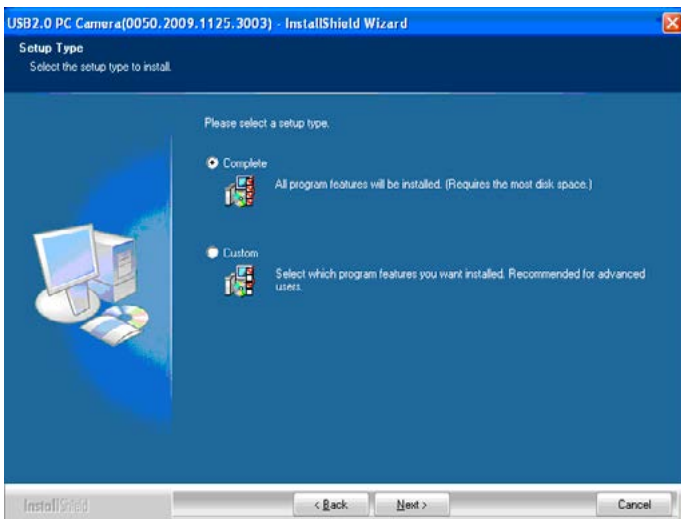 USB2.0 PC Camera(0050.2009.1125.3003) - InstallShield Wizard
Setup Type
Select the setup type to install.
Please select a setup type.
Complete
All program features will be installed. (Requires the most disk space.)
Custom
Select which program features you want installed. Recommended for advanced
users.
InstallShield
< Back
Next >
Cancel